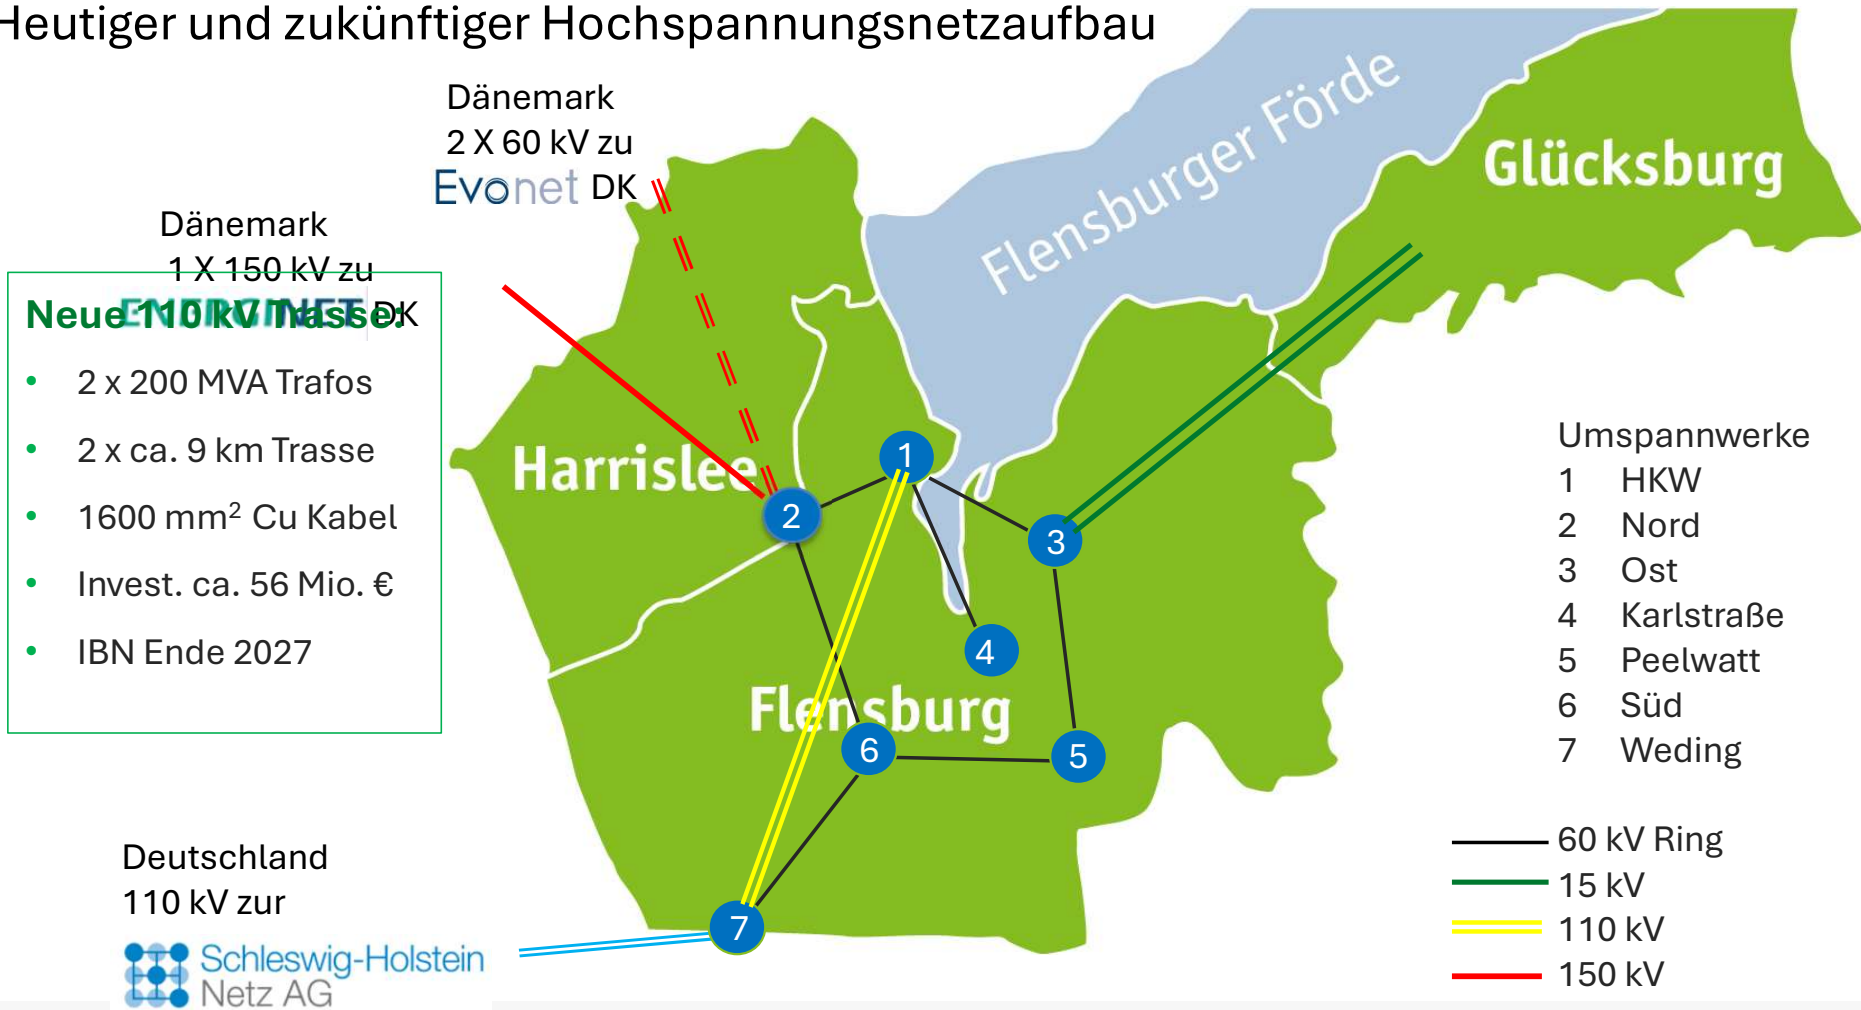 Heutiger und zukünftiger Hochspannungsnetzaufbau
Dänemark
2 X 60 kV zu
Evonet DK
Dänemark
1 X 150 kV zu
ENERGINET DK
Neue 110 kV Trasse:
• 2 x 200 MVA Trafos
• 2 x ca. 9 km Trasse
• 1600 mm² Cu Kabel
• Invest. ca. 56 Mio. €
• IBN Ende 2027
Deutschland
110 kV zur
Schleswig-Holstein
Netz AG
Flensburger Förde
Glücksburg
Harrislee
Flensburg
1
2
3
4
5
6
7
Umspannwerke
1 HKW
2 Nord
3 Ost
4 Karlstraße
5 Peelwatt
6 Süd
7 Weding
60 kV Ring
15 kV
110 kV
150 kV